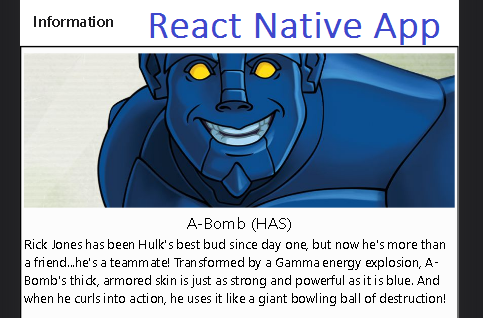 Information
React Native App
A-Bomb (HAS)
Rick Jones has been Hulk's best bud since day one, but now he's more than
a friend...he's a teammate! Transformed by a Gamma energy explosion, A-
Bomb's thick, armored skin is just as strong and powerful as it is blue. And
when he curls into action, he uses it like a giant bowling ball of destruction!